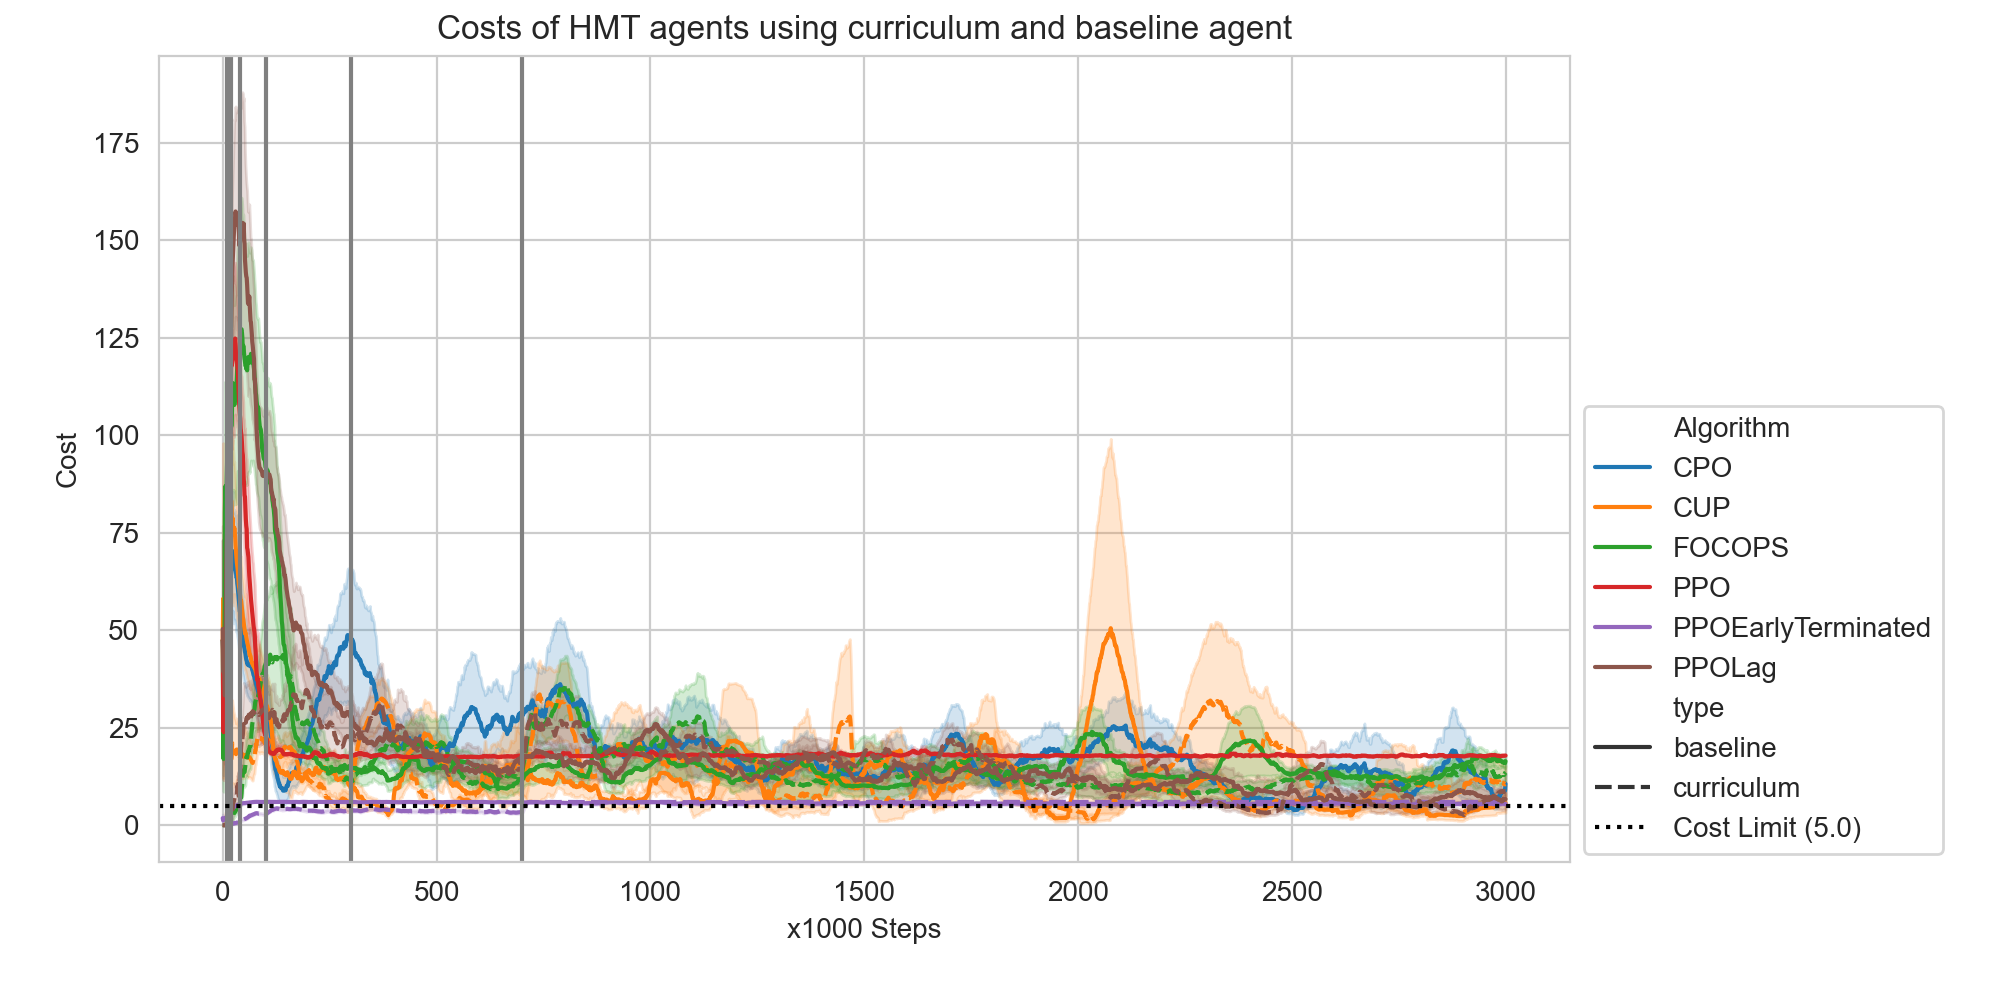 Costs of HMT agents using curriculum and baseline agent
175
150
125
100
75
50
25
0
Cost
0 500 1000 1500 2000 2500 3000
x1000 Steps
Algorithm
CPO
CUP
FOCOPS
PPO
PPOEarlyTerminated
PPOLag
type
baseline
curriculum
Cost Limit (5.0)